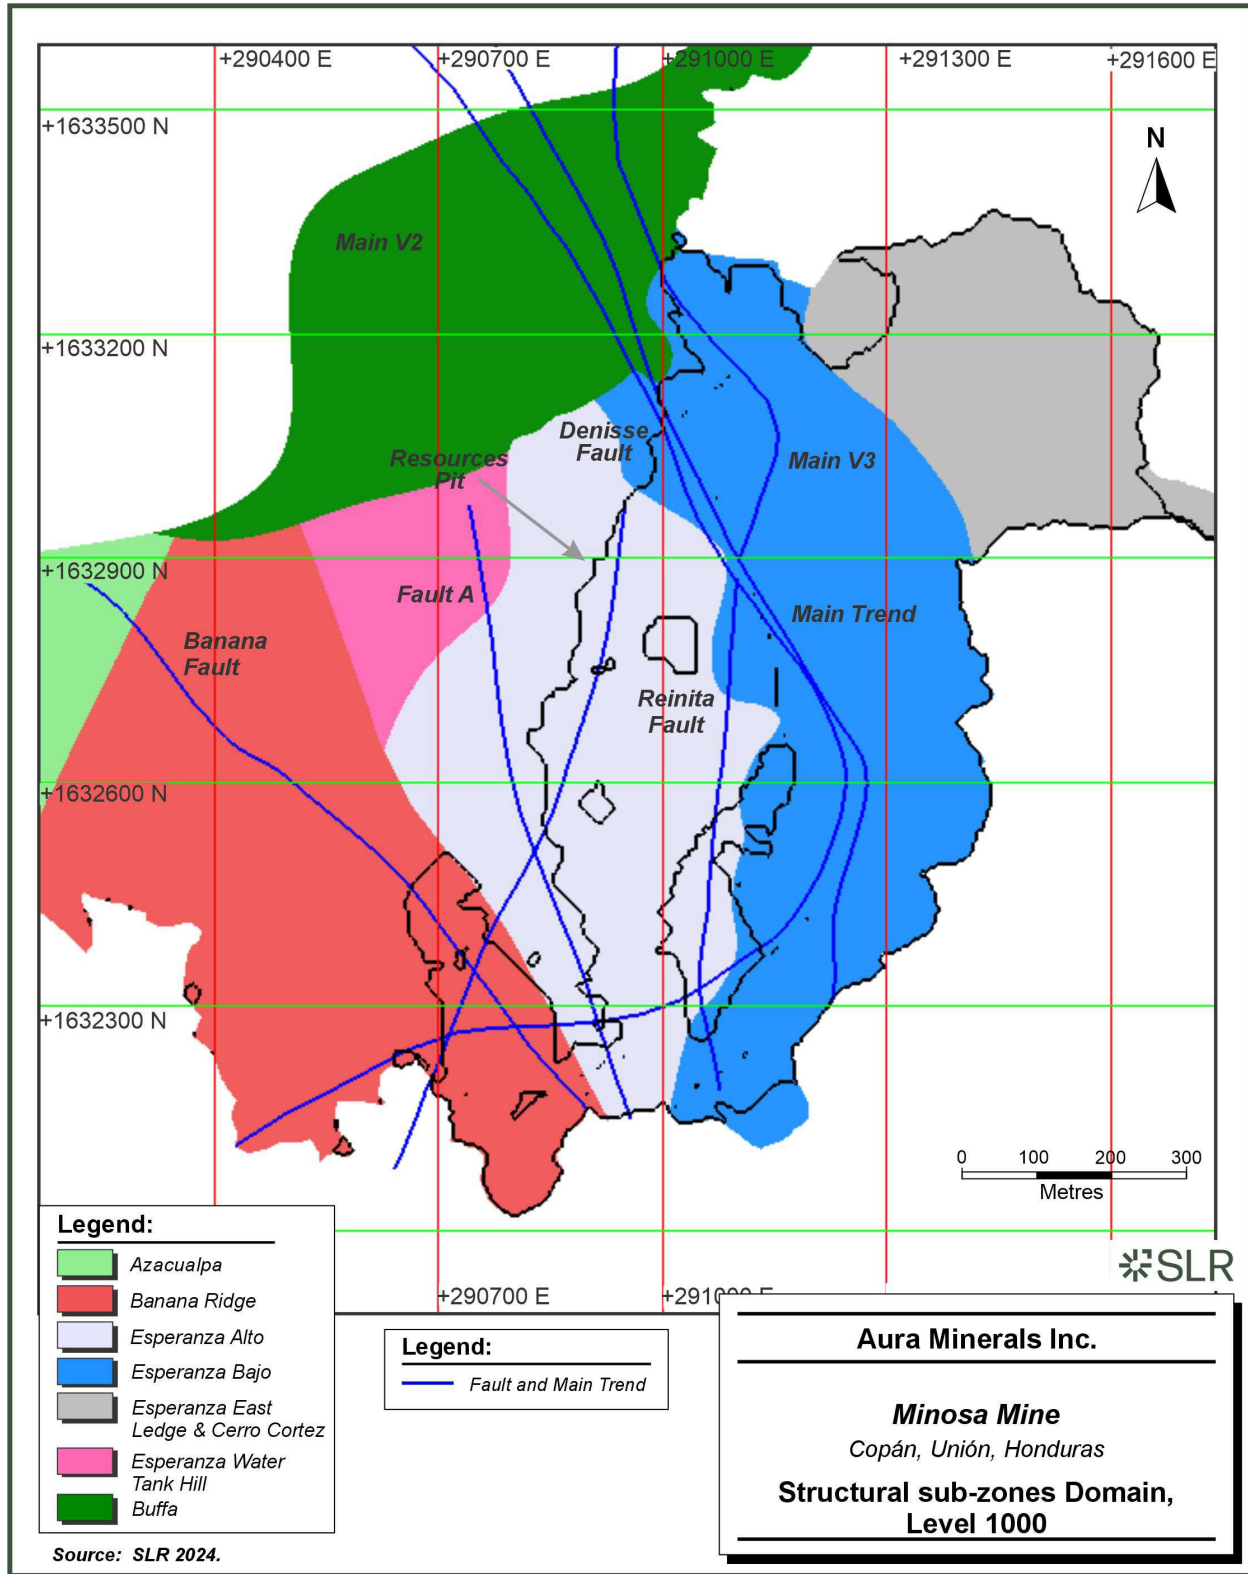 +290400 E
+290700 E
+291000 E
+291300 E
+291600 E
+1633500 N
N
Main V2
+1633200 N
Denisse
Fault
Resources
Pit
Main V3
+1632900 N
Fault A
Main Trend
Banana
Fault
Reinita
Fault
+1632600 N
+1632300 N
0 100 200 300
Metres
Legend:
Azacualpa
Banana Ridge
Esperanza Alto
Esperanza Bajo
Esperanza East
Ledge & Cerro Cortez
Esperanza Water
Tank Hill
Buffa
Source: SLR 2024.
+290700 E
Legend:
Fault and Main Trend
SLR
Aura Minerals Inc.
Minosa Mine
Copán, Unión, Honduras
Structural sub-zones Domain,
Level 1000